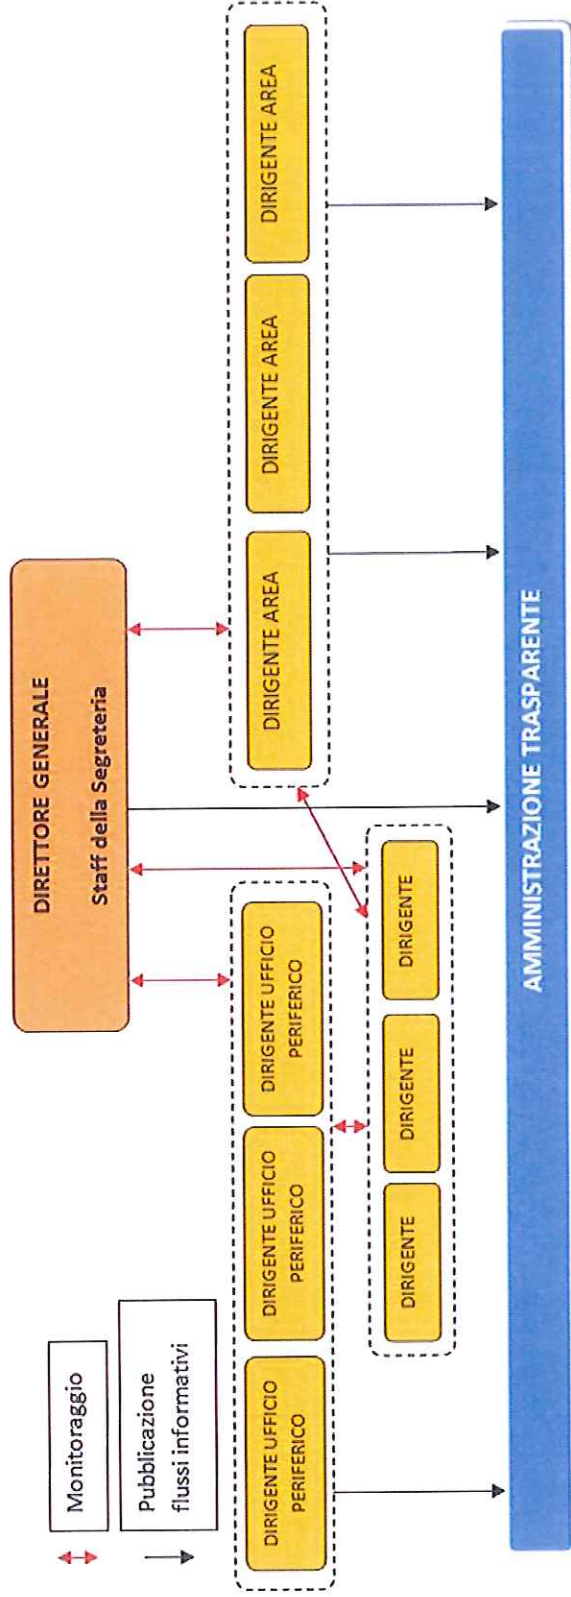 DIRETTORE GENERALE
Staff della Segreteria
Monitoraggio
Pubblicazione
flussi informativi
DIRIGENTE UFFICIO
PERIFERICO
DIRIGENTE UFFICIO
PERIFERICO
DIRIGENTE UFFICIO
PERIFERICO
DIRIGENTE AREA
DIRIGENTE AREA
DIRIGENTE AREA
DIRIGENTE
DIRIGENTE
DIRIGENTE
AMMINISTRAZIONE TRASPARENTE